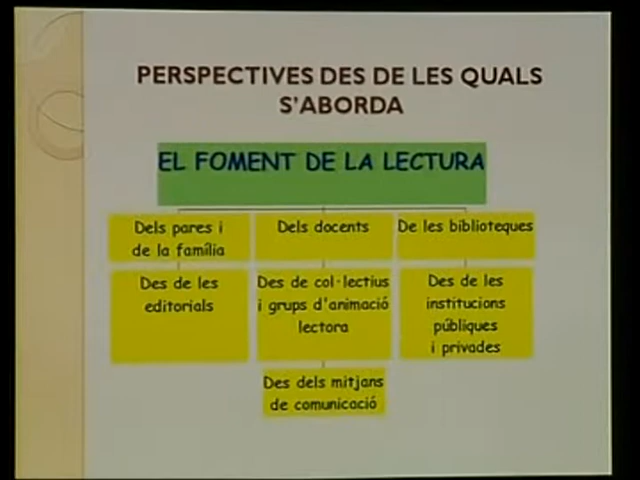 PERSPECTIVES DES DE LES QUALS
S'ABORDA
EL FOMENT DE LA LECTURA
Dels pares i
de la família
Dels docents
De les biblioteques
Des de les
editorials
Des de col·lectius
i grups d'animació
lectora
Des de les
institucions
públiques
i privades
Des dels mitjans
de comunicació